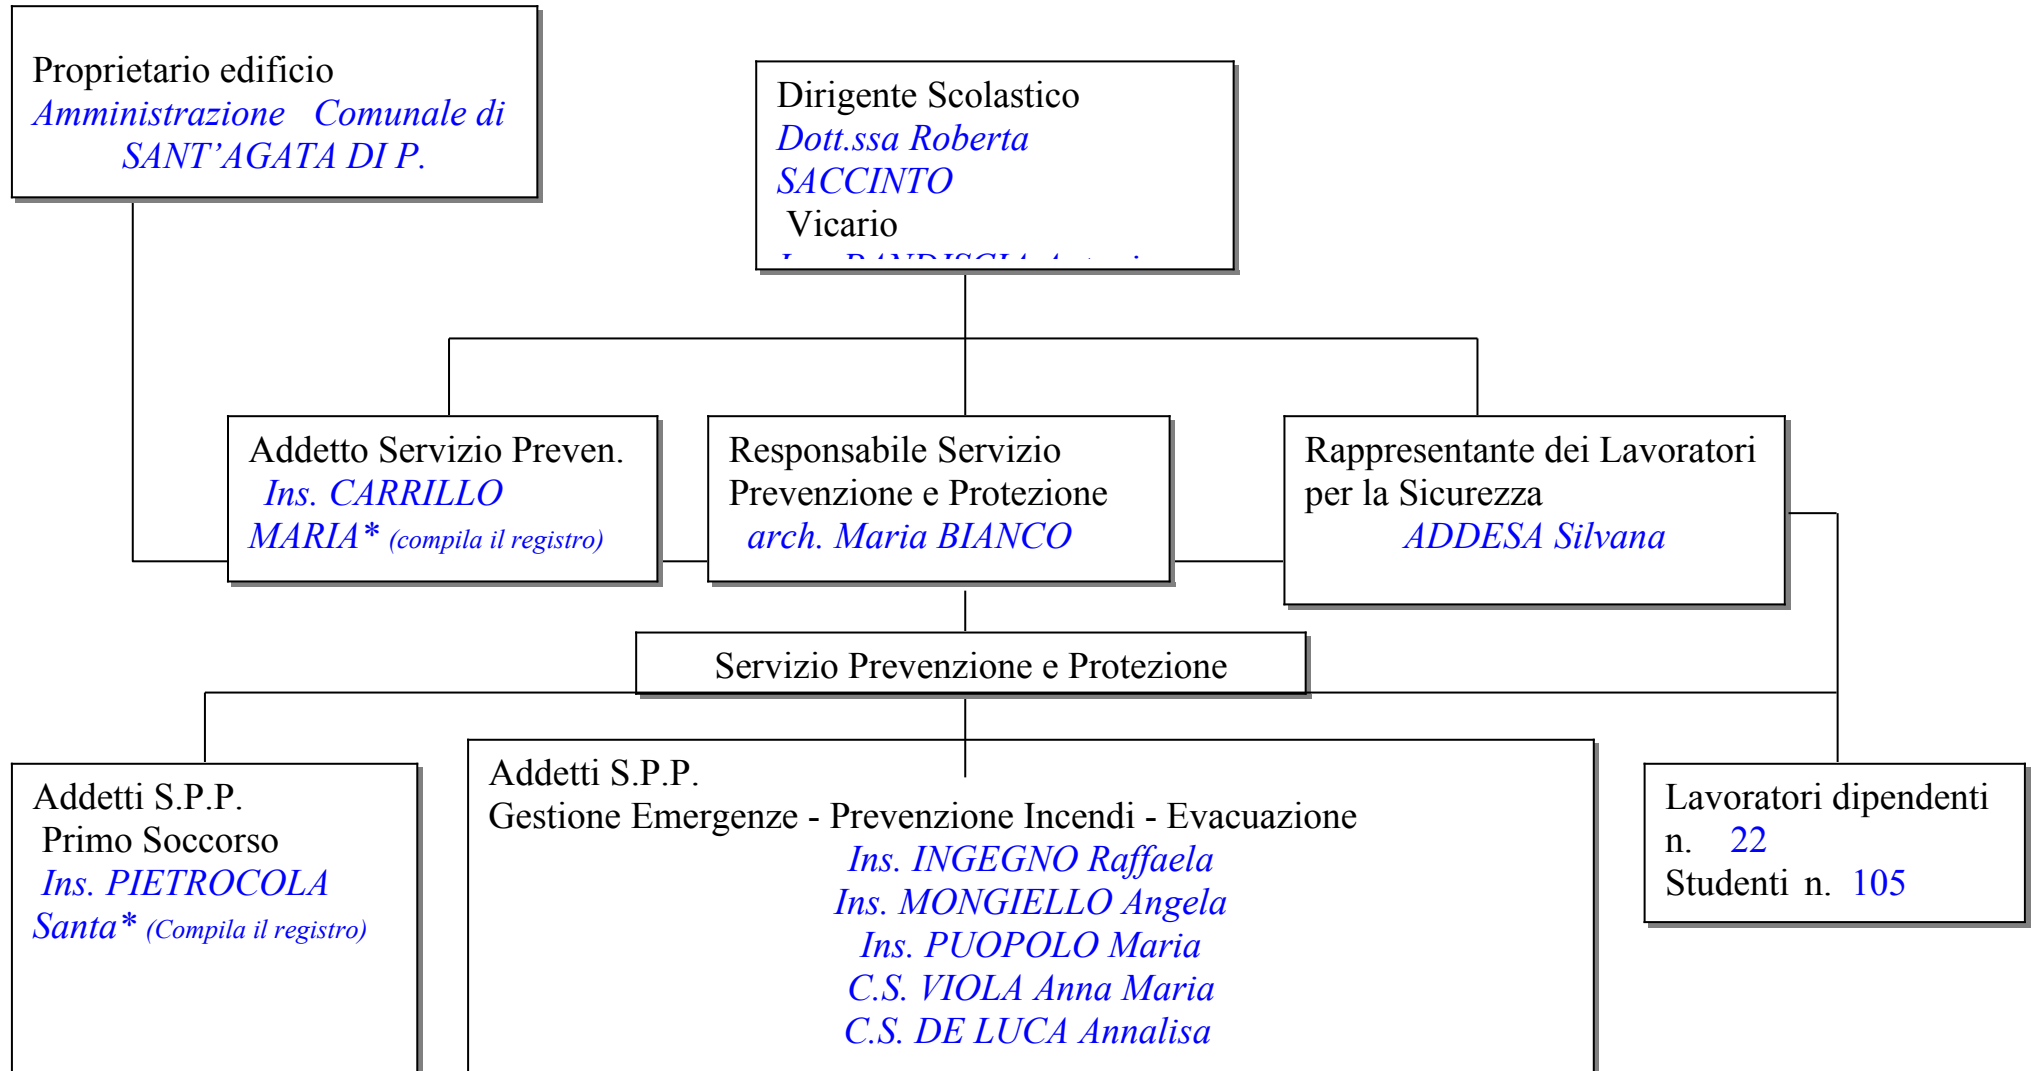 Proprietario edificio
Amministrazione Comunale di
SANT'AGATA DI P.
Dirigente Scolastico
Dott.ssa Roberta
SACCINTO
Vicario
Addetto Servizio Preven.
Ins. CARRILLO
MARIA* (compila il registro)
Responsabile Servizio
Prevenzione e Protezione
arch. Maria BIANCO
Rappresentante dei Lavoratori
per la Sicurezza
ADDESA Silvana
Servizio Prevenzione e Protezione
Addetti S.P.P.
Primo Soccorso
Ins. PIETROCOLA
Santa* (Compila il registro)
Addetti S.P.P.
Gestione Emergenze - Prevenzione Incendi - Evacuazione
Ins. INGEGNO Raffaela
Ins. MONGIELLO Angela
Ins. PUOPOLO Maria
C.S. VIOLA Anna Maria
C.S. DE LUCA Annalisa
Lavoratori dipendenti
n. 22
Studenti n. 105